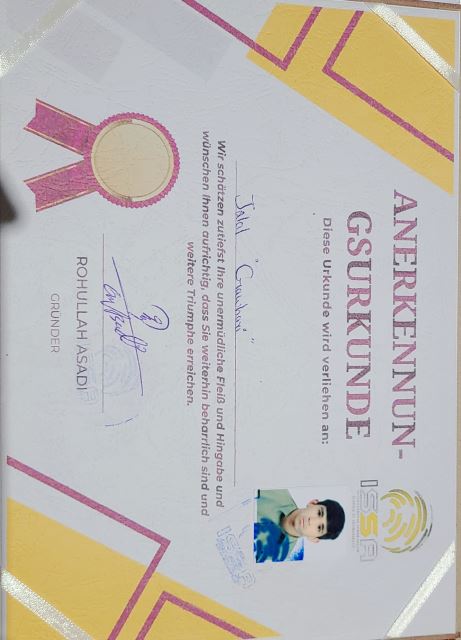 ISSA
ANERKENNUN-
GSURKUNDE
Diese Urkunde wird verliehen an:
Jalal "
Wir schätzen zutiefst Ihre unermüdliche Fleiß und Hingabe und
wünschen Ihnen aufrichtig, dass Sie weiterhin beharrlich sind und
weitere Triumphe erreichen.
ROHULLAH ASADI
GRÜNDER